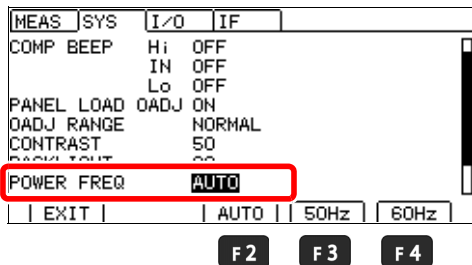 MEAS SYS I/O IF
COMP BEEP Hi OFF
IN OFF
Lo OFF
PANEL LOAD OADJ ON
OADJ RANGE NORMAL
CONTRAST 50
POWER FREQ AUTO
EXIT AUTO 50Hz 60Hz
F2 F3 F4